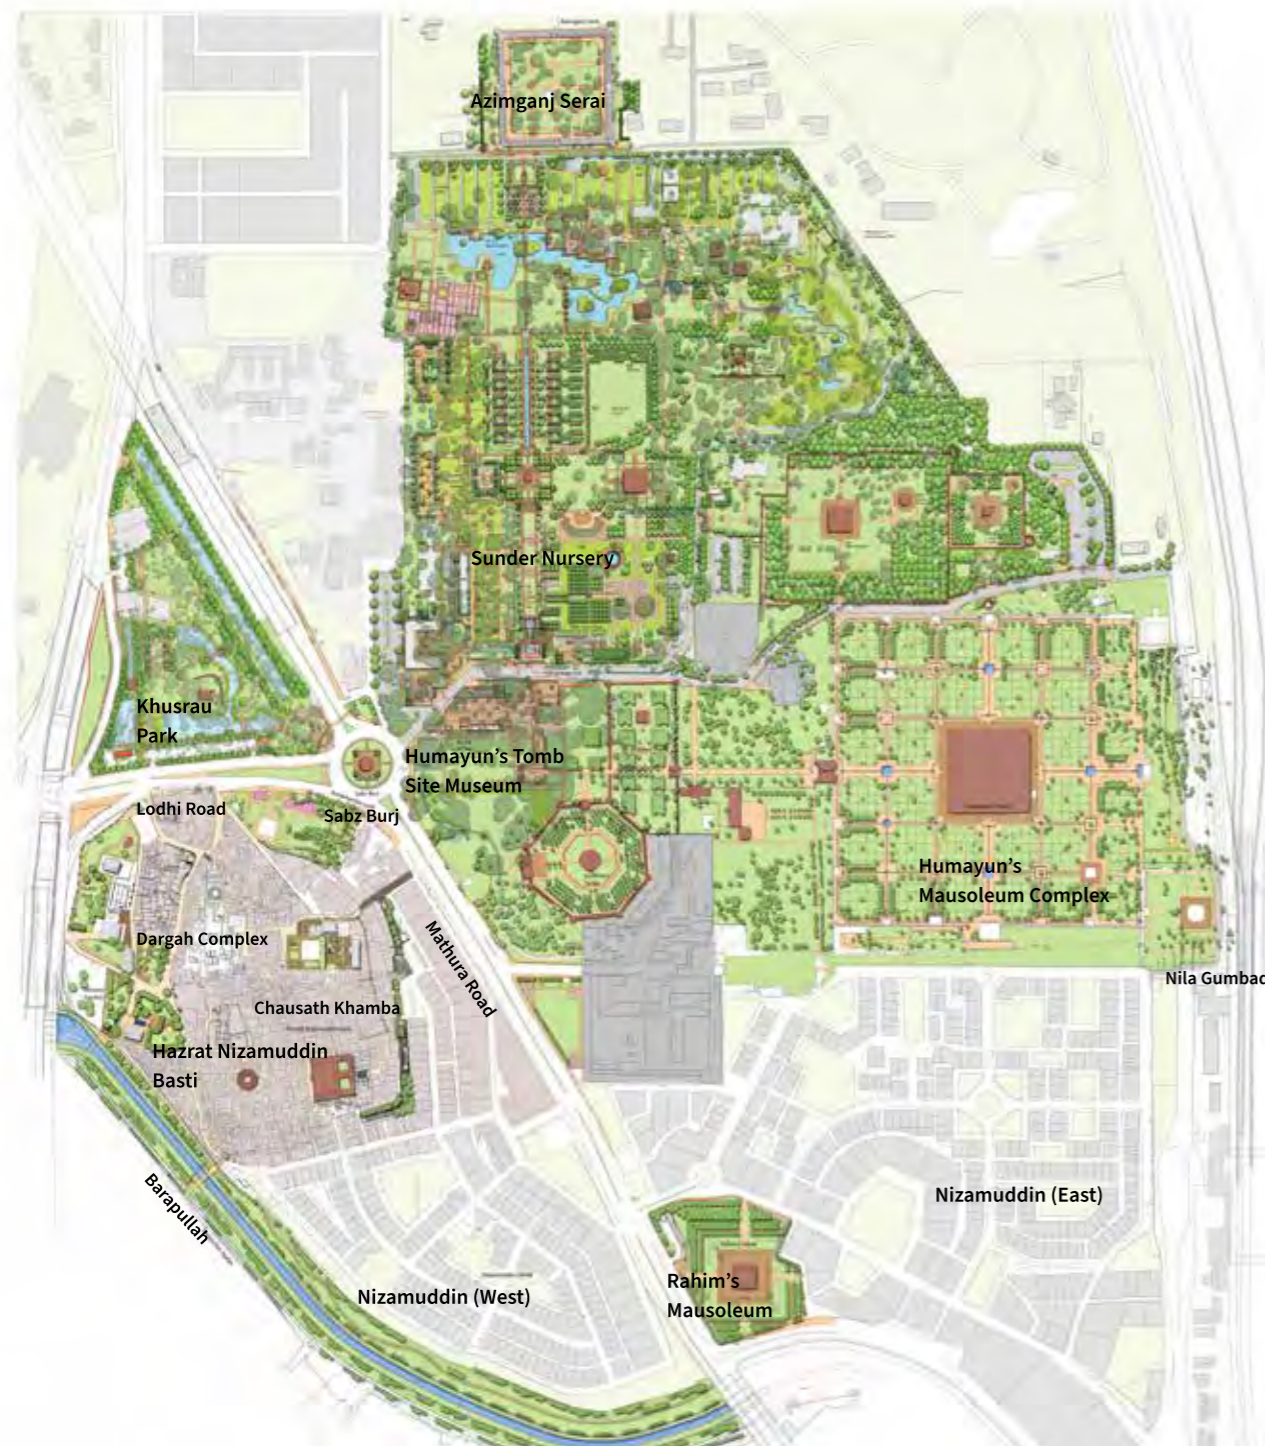 Azimganj Serai
Sunder Nursery
Khusrau
Park
Humayun's Tomb
Site Museum
Lodhi Road
Sabz Burj
Humayun's
Mausoleum Complex
Dargah Complex
Mathura Road
Nila Gumbad
Chausath Khamba
Hazrat Nizamuddin
Basti
Barapullah
Nizamuddin (East)
Rahim's
Mausoleum
Nizamuddin (West)